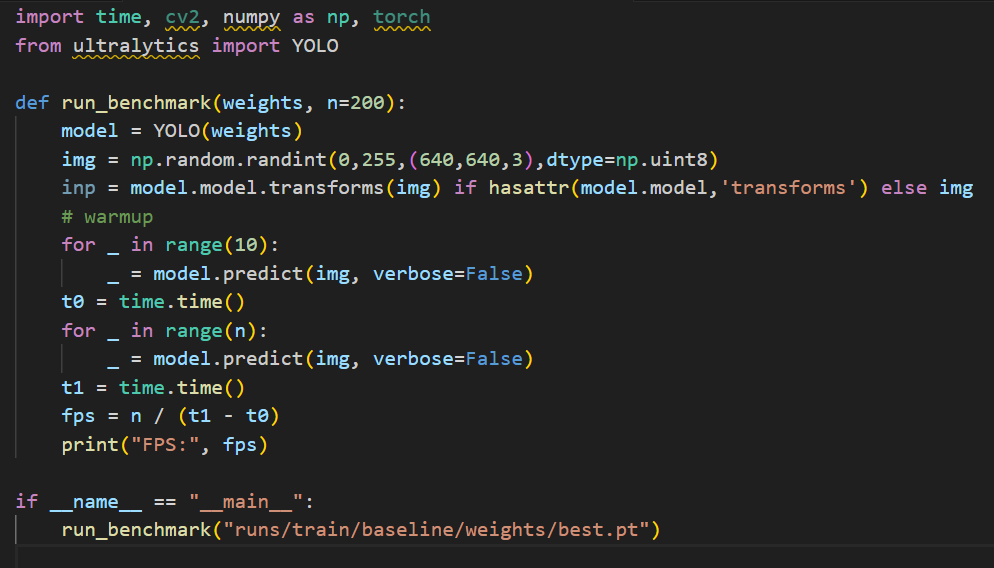 import time, cv2, numpy as np, torch
from ultralytics import YOLO

def run_benchmark(weights, n=200):
    model = YOLO(weights)
    img = np.random.randint(0,255,(640,640,3),dtype=np.uint8)
    inp = model.model.transforms(img) if hasattr(model.model,'transforms') else img
    # warmup
    for _ in range(10):
        _ = model.predict(img, verbose=False)
    t0 = time.time()
    for _ in range(n):
        _ = model.predict(img, verbose=False)
    t1 = time.time()
    fps = n / (t1 - t0)
    print("FPS:", fps)

if __name__ == "__main__":
    run_benchmark("runs/train/baseline/weights/best.pt")